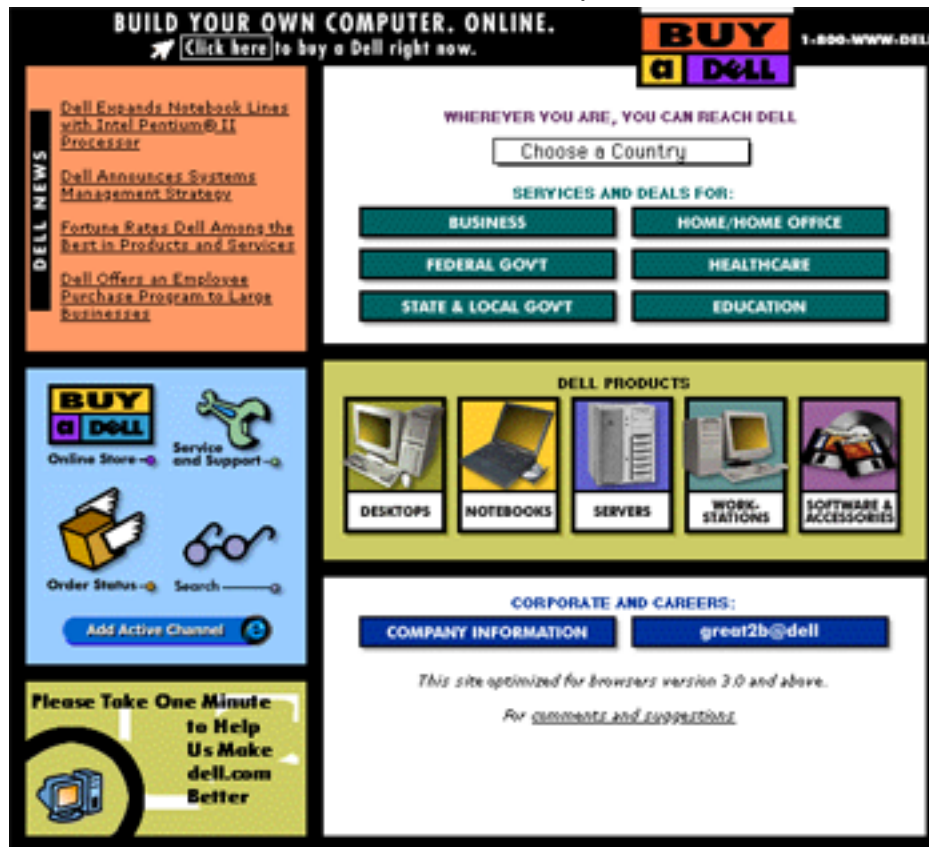 BUILD YOUR OWN COMPUTER. ONLINE.
Click here to buy a Dell right now.
BUY
a DELL
1-800-WWW-DEL
DELL NEWS
Dell Expands Notebook Lines
with Intel Pentium® II
Processor
Dell Announces Systems
Management Strategy
Fortune Rates Dell Among the
Best in Products and Services
Dell Offers an Employee
Purchase Program to Large
Businesses
WHEREVER YOU ARE, YOU CAN REACH DELL
Choose a Country
SERVICES AND DEALS FOR:
BUSINESS
HOME/HOME OFFICE
FEDERAL GOV'T
HEALTHCARE
STATE & LOCAL GOV'T
EDUCATION
BUY
a DELL
Online Store
Service
and Support
Order Status
Search
Add Active Channel
DELL PRODUCTS
DESKTOPS
NOTEBOOKS
SERVERS
WORK-
STATIONS
SOFTWARE &
ACCESSORIES
CORPORATE AND CAREERS:
COMPANY INFORMATION
great2b@dell
This site optimized for browsers version 3.0 and above.
For comments and suggestions
Please Take One Minute
to Help
Us Make
dell.com
Better